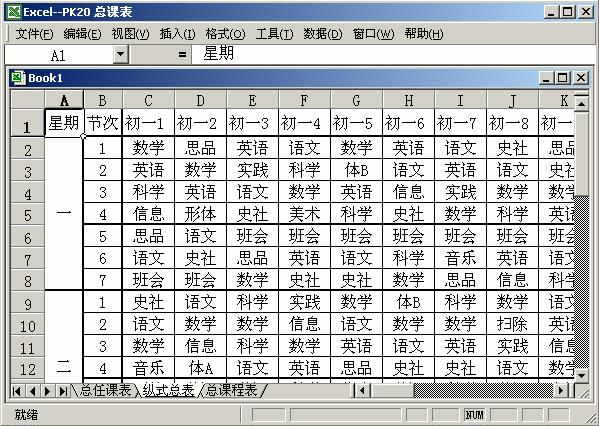 Excel--PK20 总课表
文件(F) 编辑(E) 视图(V) 插入(I) 格式(O) 工具(T) 数据(D) 窗口(W) 帮助(H)
A1 = 星期
Book1
A B C D E F G H I J K
1 星期 节次 初一1 初一2 初一3 初一4 初一5 初一6 初一7 初一8 初一
2 1 数学 思品 英语 语文 数学 英语 语文 史社 思品
3 2 英语 数学 实践 科学 体B 语文 英语 语文 史社
4 3 科学 英语 语文 数学 英语 信息 实践 数学 数学
5 一 4 信息 形体 史社 美术 科学 史社 数学 科学 英语
6 5 思品 语文 班会 班会 班会 班会 班会 班会 班会
7 6 语文 史社 思品 英语 语文 科学 音乐 英语 语文
8 7 班会 班会 数学 史社 史社 数学 思品 信息 科学
9 1 史社 语文 科学 实践 数学 体B 科学 数学 语文
10 2 语文 数学 数学 信息 语文 数学 数学 扫除 英语
11 3 数学 信息 科学 数学 科学 语文 英语 实践 信息
12 二 4 音乐 体A 语文 英语 思品 史社 史社 语文 数学
总任课表 纵式总表 总课程表
就绪 NUM